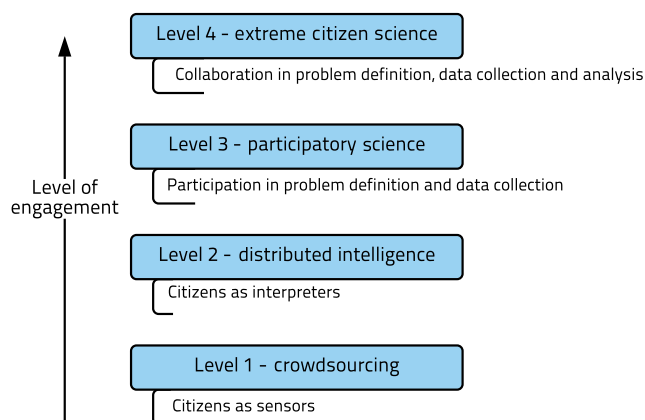 Level 4 - extreme citizen science
Collaboration in problem definition, data collection and analysis
Level 3 - participatory science
Participation in problem definition and data collection
Level of
engagement
Level 2 - distributed intelligence
Citizens as interpreters
Level 1 - crowdsourcing
Citizens as sensors